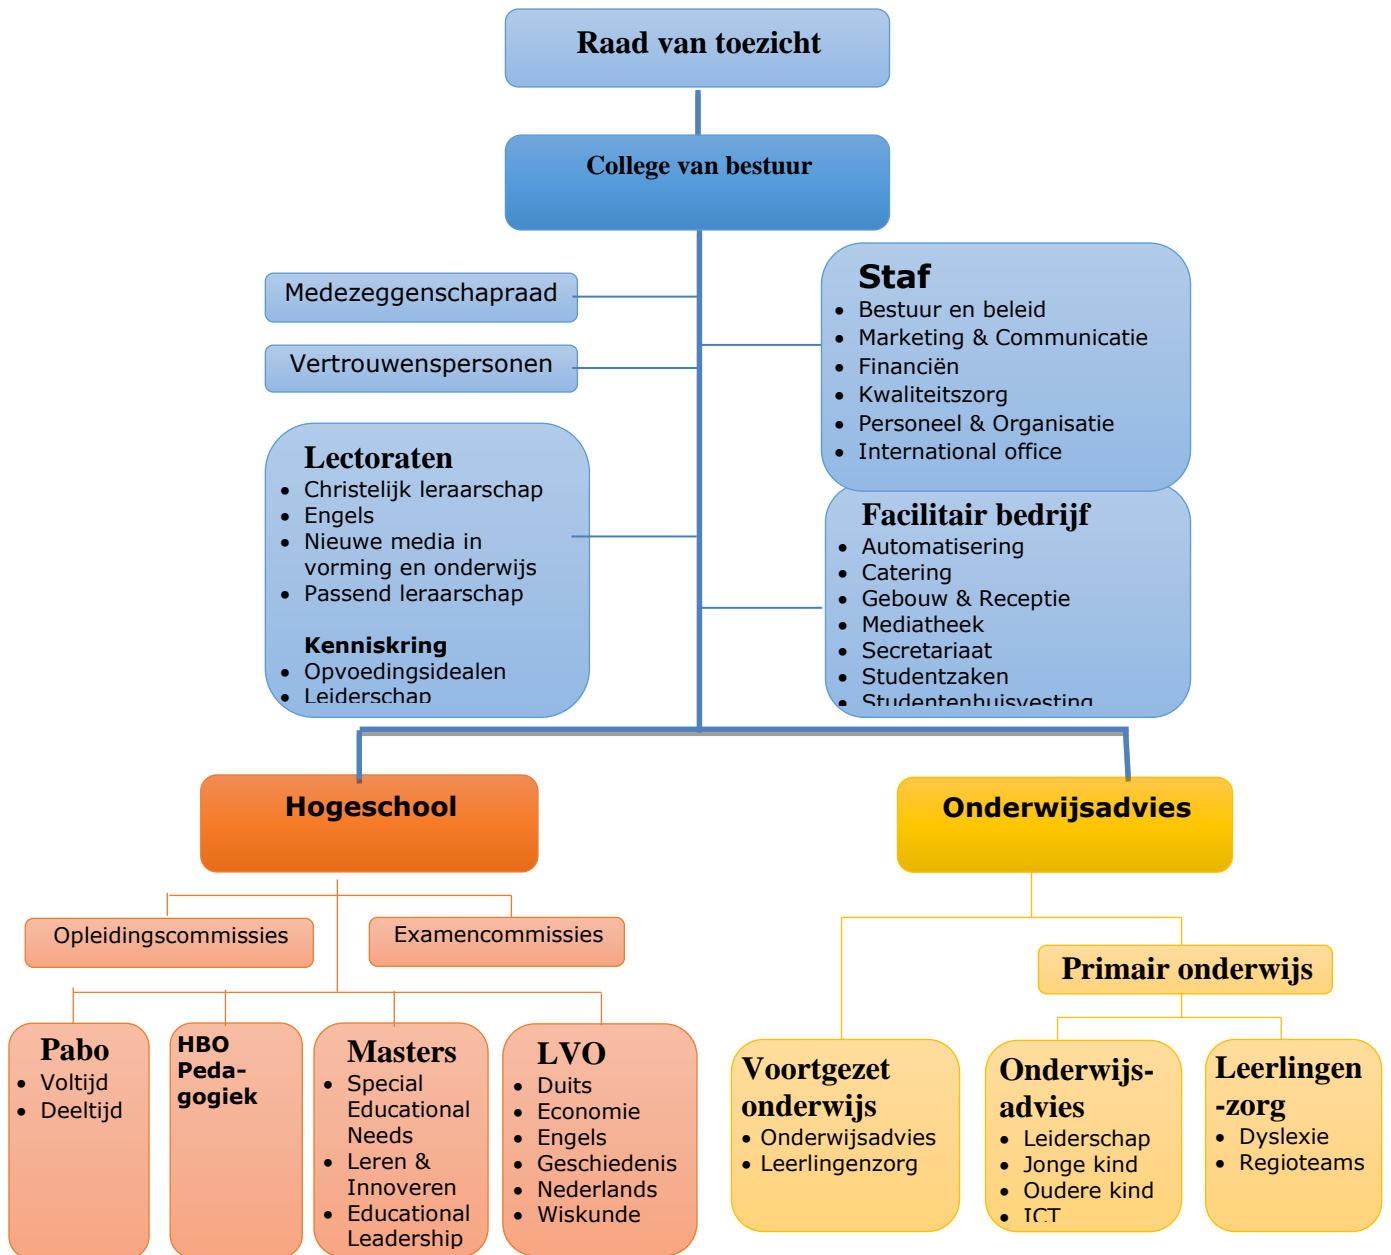 Raad van toezicht
College van bestuur
Medezeggenschapraad
Vertrouwenspersonen
Staf
• Bestuur en beleid
• Marketing & Communicatie
• Financiën
• Kwaliteitszorg
• Personeel & Organisatie
• International office
Lectoraten
• Christelijk leraarschap
• Engels
• Nieuwe media in
vorming en onderwijs
• Passend leraarschap
Kenniskring
• Opvoedingsidealen
• Leiderschap
Facilitair bedrijf
• Automatisering
• Catering
• Gebouw & Receptie
• Mediatheek
• Secretariaat
• Studentzaken
• Studentenhuisvesting
Hogeschool
Onderwijsadvies
Opleidingscommissies
Examencommissies
Pabo
• Voltijd
• Deeltijd
HBO
Peda-
gogiek
Masters
• Special
Educational
Needs
• Leren &
Innoveren
• Educational
Leadership
LVO
• Duits
• Economie
• Engels
• Geschiedenis
• Nederlands
• Wiskunde
Primair onderwijs
Voortgezet
onderwijs
• Onderwijsadvies
• Leerlingenzorg
Onderwijs-
advies
• Leiderschap
• Jonge kind
• Oudere kind
• ICT
Leerlingen
-zorg
• Dyslexie
• Regioteams